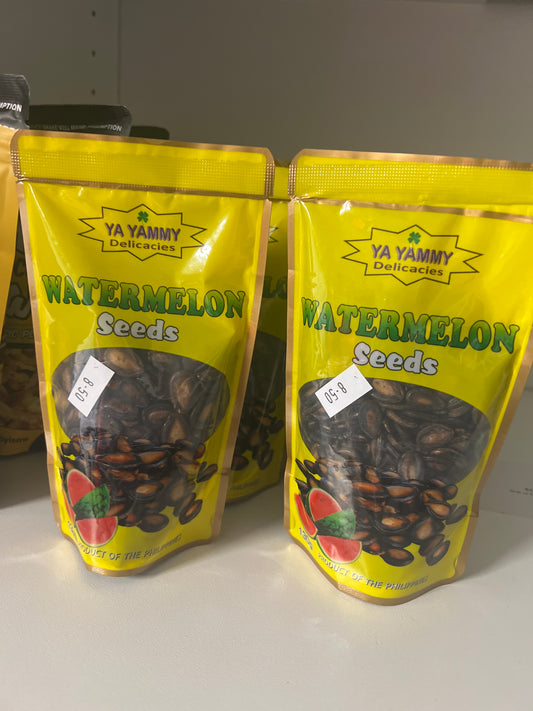 YA YAMMY
Delicacies
WATERMELON
Seeds
8.50
PRODUCT OF THE PHILIPPINES
YA YAMMY
Delicacies
WATERMELON
Seeds
8.50
PRODUCT OF THE PHILIPPINES